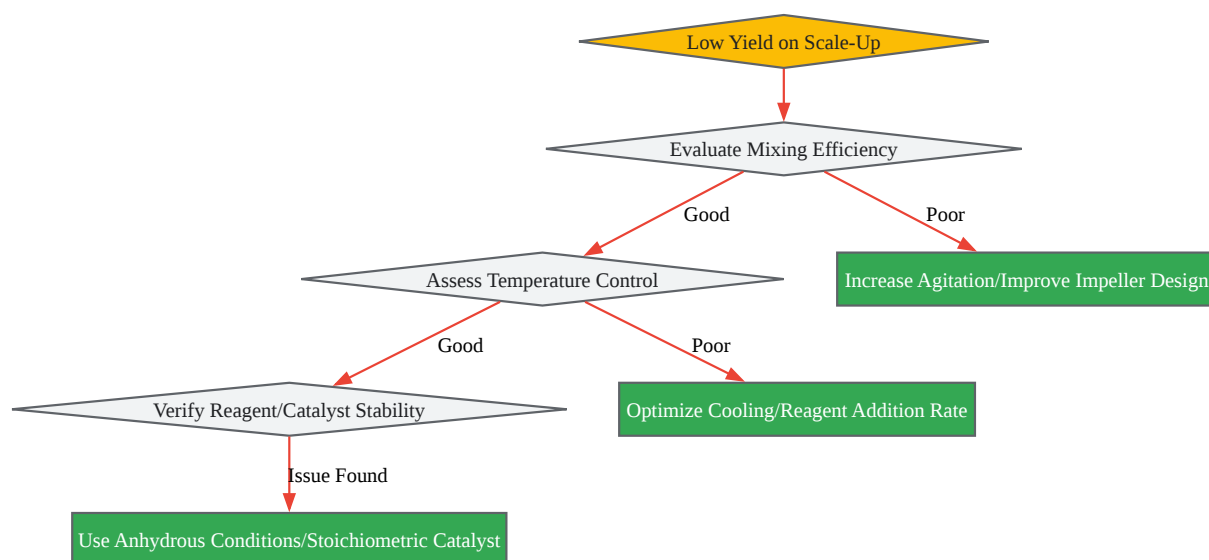 Low Yield on Scale-Up
Evaluate Mixing Efficiency
Good
Poor
Assess Temperature Control
Increase Agitation/Improve Impeller Design
Good
Poor
Verify Reagent/Catalyst Stability
Optimize Cooling/Reagent Addition Rate
Issue Found
Use Anhydrous Conditions/Stoichiometric Catalyst